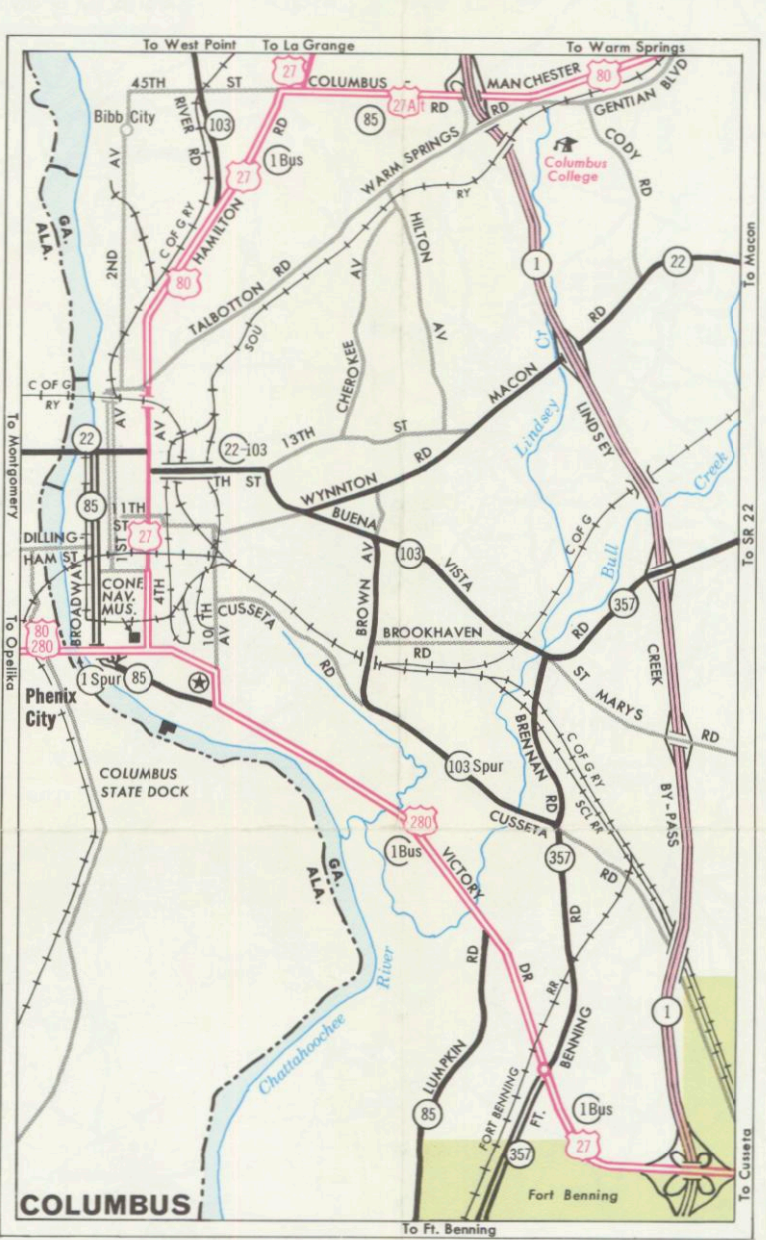 To West Point
To La Grange
To Warm Springs
27
COLUMBUS
MANCHESTER
80
45TH ST
27Alt
RD
RD
GENTIAN BLVD
Bibb City
RIVER RD
103
85
RD
1 Bus
27
WARM SPRINGS
Columbus
College
CODY RD
AV
RY
GA.
ALA.
C OF G RY
HAMILTON
HILTON AV
2ND
1
22
To Macon
80
TALBOTTON RD
SOU
CHEROKEE AV
MACON RD
Cr
C OF G
RY
AV
AV
Lindsey
LINDSEY
To Montgomery
22
22-103
13TH ST
TH ST
WYNNTON RD
Creek
85
11TH
ST
27
BUENA
C OF G
To SR 22
DILLING-
HAM ST
1ST
103
VISTA
Bull
CONF.
NAV.
MUS.
4TH
BROADWAY
10TH
AV
CUSSETA RD
BROWN AV
BROOKHAVEN
RD
RD
357
80
280
To Opelika
CREEK
ST MARYS RD
1 Spur
85
Phenix
City
BRENNAN RD
C OF G RY
SCL RR
103 Spur
COLUMBUS
STATE DOCK
BY-PASS
280
CUSSETA RD
1 Bus
VICTORY DR
357
GA.
ALA.
RD
RD
River
RR
1
Chattahoochee
LUMPKIN
BENNING
FORT BENNING
FT.
85
1 Bus
27
357
To Cusseta
Fort Benning
COLUMBUS
To Ft. Benning